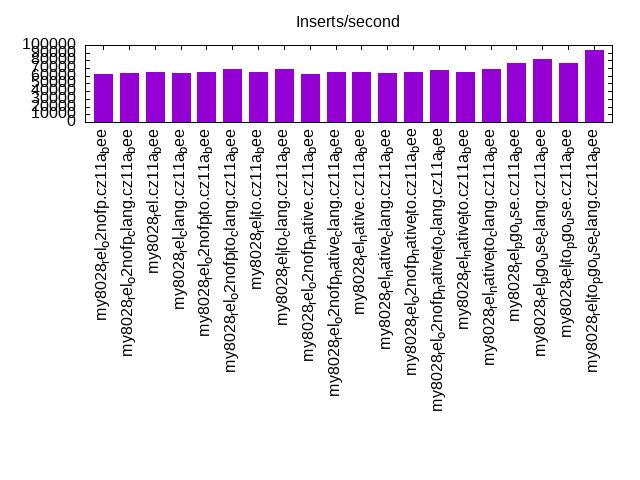 Inserts/second
100000
90000
80000
70000
60000
50000
40000
30000
20000
10000
0
my8028rel_o2nofp.cz11a_bee
my8028rel_o2nofp_clang.cz11a_bee
my8028rel.cz11a_bee
my8028rel_clang.cz11a_bee
my8028rel_o2nofp_lto.cz11a_bee
my8028rel_o2nofp_lto_clang.cz11a_bee
my8028rel_lto.cz11a_bee
my8028rel_lto_clang.cz11a_bee
my8028rel_o2nofp_native.cz11a_bee
my8028rel_o2nofp_native_clang.cz11a_bee
my8028rel_native.cz11a_bee
my8028rel_native_clang.cz11a_bee
my8028rel_o2nofp_native_lto.cz11a_bee
my8028rel_o2nofp_native_lto_clang.cz11a_bee
my8028rel_native_lto.cz11a_bee
my8028rel_native_lto_clang.cz11a_bee
my8028rel_pgo_use.cz11a_bee
my8028rel_pgo_use_clang.cz11a_bee
my8028rel_lto_pgo_use.cz11a_bee
my8028rel_lto_pgo_use_clang.cz11a_bee